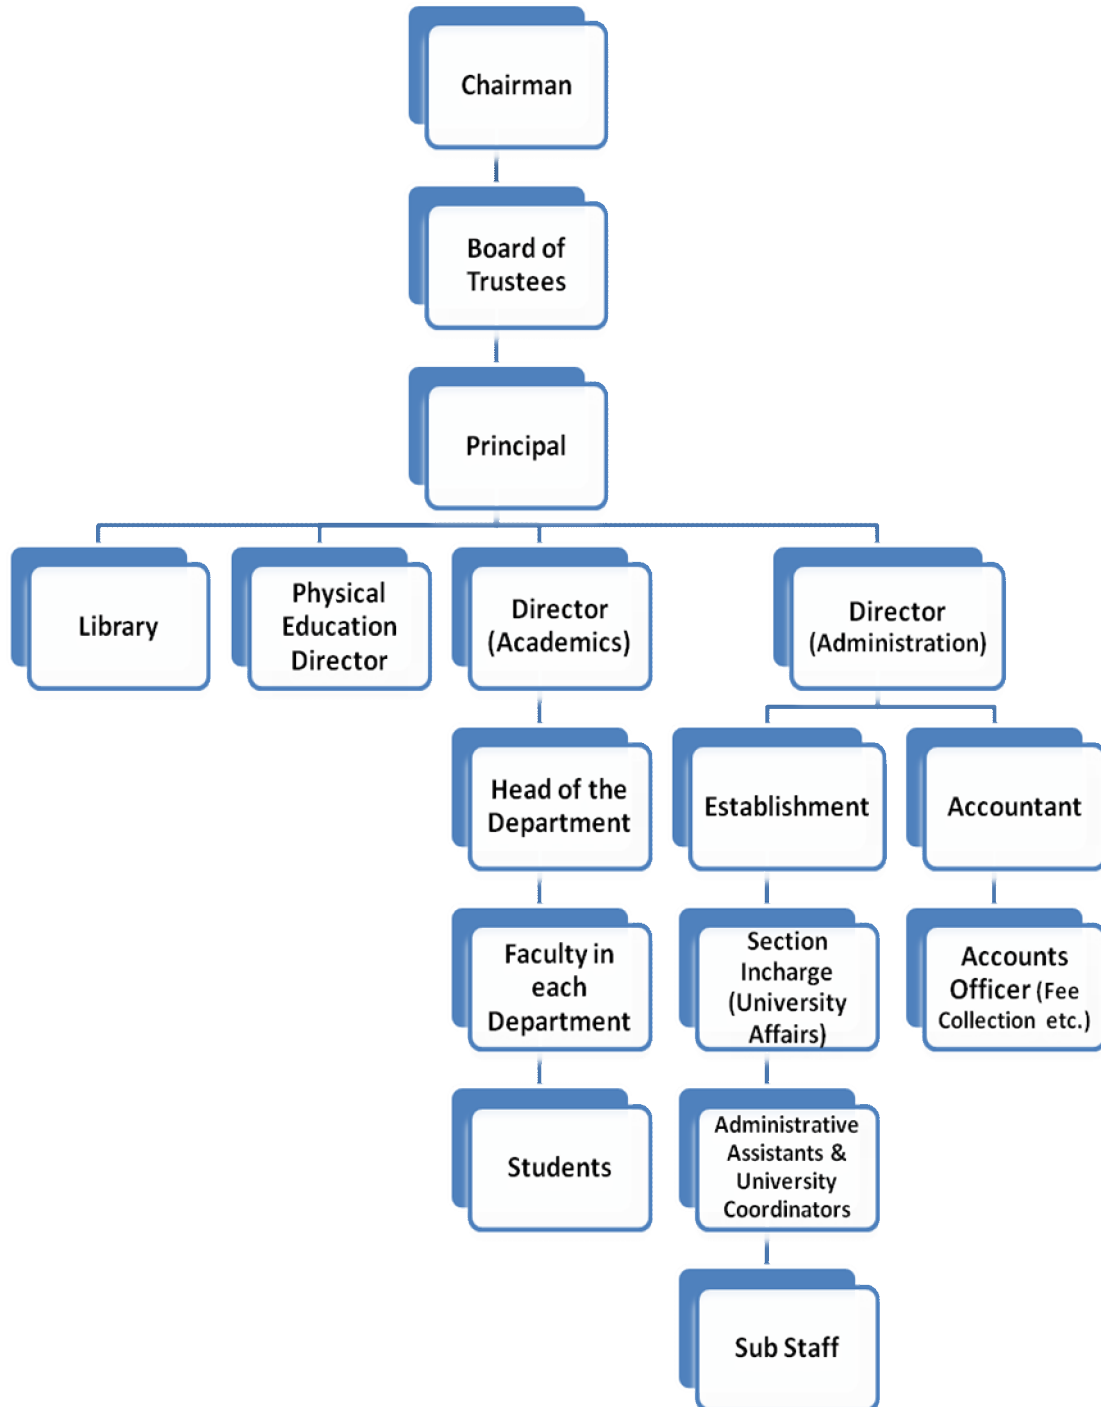 Chairman
Board of
Trustees
Principal
Library
Physical
Education
Director
Director
(Academics)
Director
(Administration)
Head of the
Department
Establishment
Accountant
Faculty in
each
Department
Section
Incharge
(University
Affairs)
Accounts
Officer (Fee
Collection etc.)
Students
Administrative
Assistants &
University
Coordinators
Sub Staff